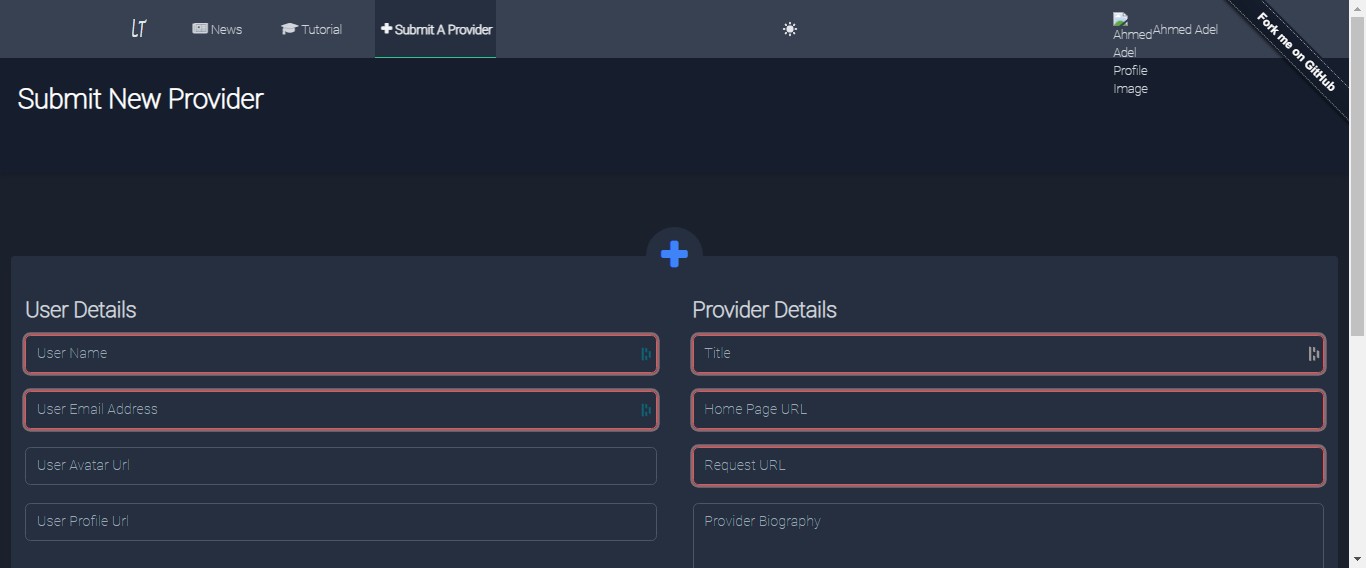 LT
News
Tutorial
Submit A Provider
Ahmed
Adel
Profile
Image
Ahmed Adel
Fork me on GitHub
Submit New Provider
User Details
User Name
User Email Address
User Avatar Url
User Profile Url
Provider Details
Title
Home Page URL
Request URL
Provider Biography